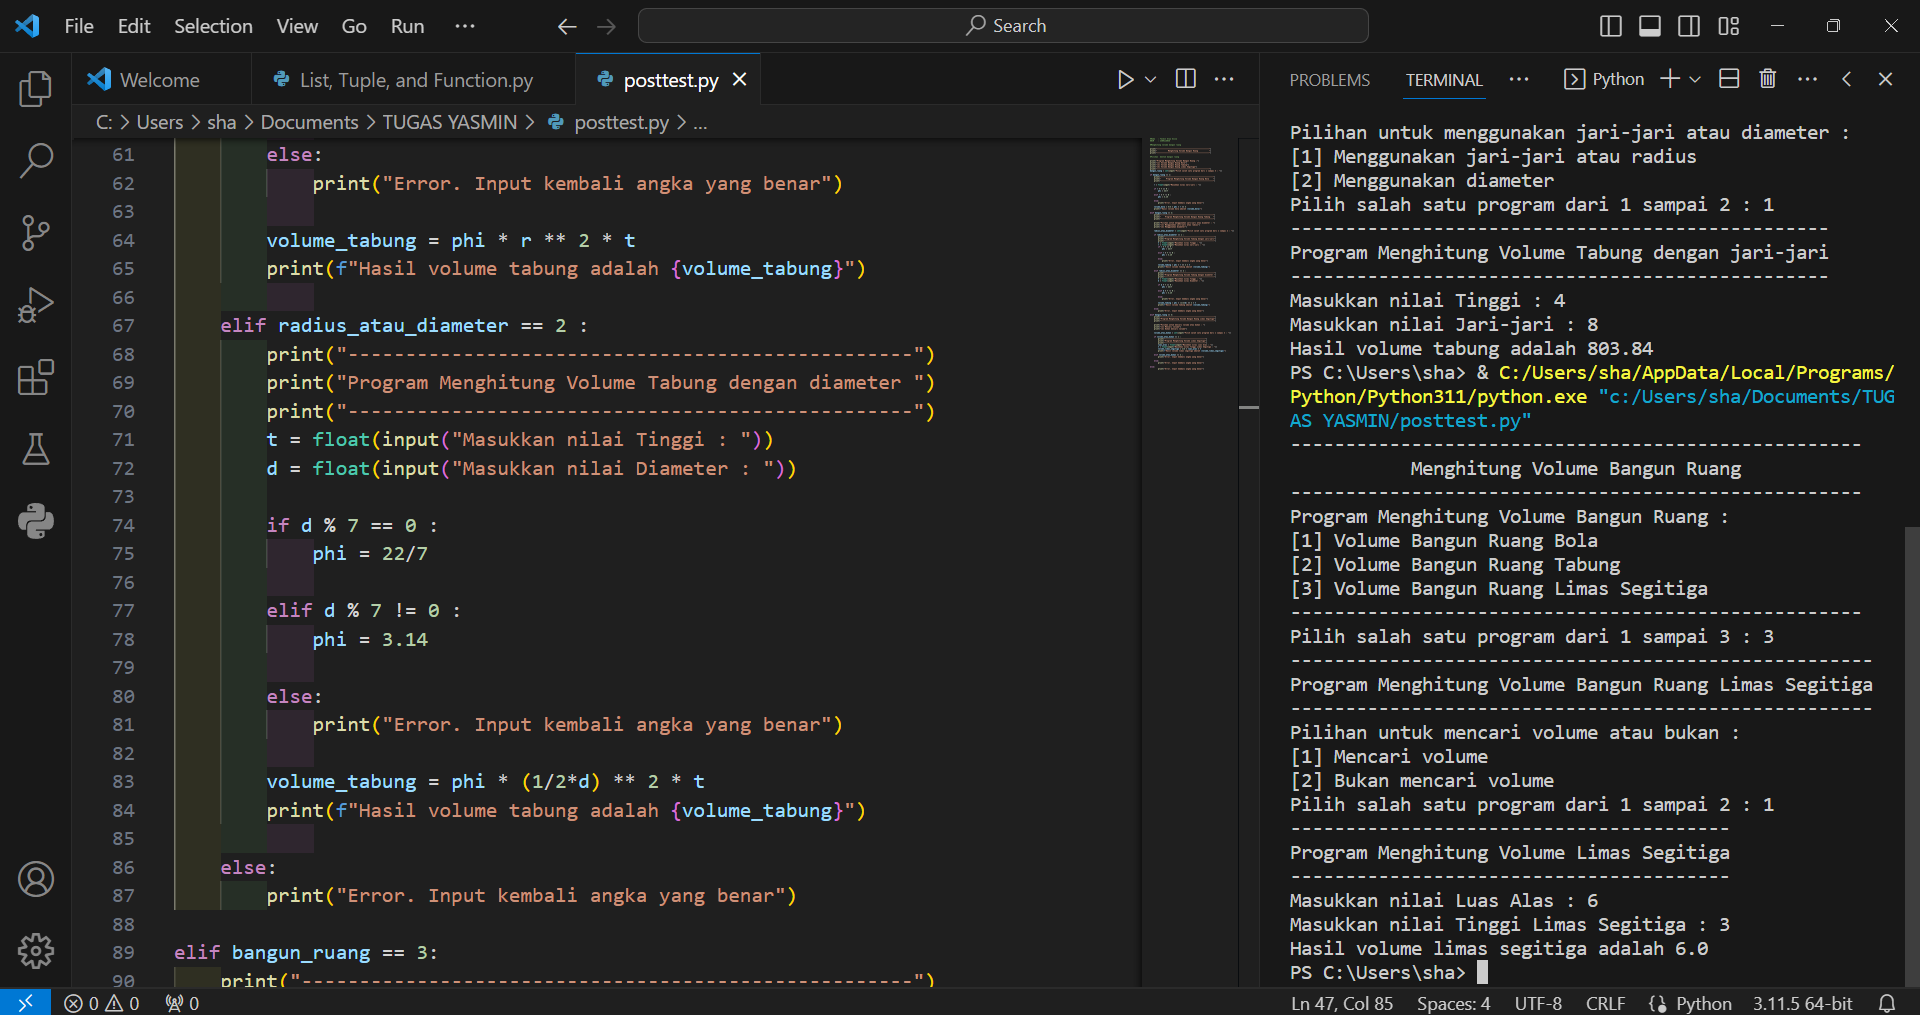 File Edit Selection View Go Run ··· Search
Welcome List, Tuple, and Function.py posttest.py
C: > Users > sha > Documents > TUGAS YASMIN > posttest.py > ...
61 else:
62 print("Error. Input kembali angka yang benar")
63
64 volume_tabung = phi * r ** 2 * t
65 print(f"Hasil volume tabung adalah {volume_tabung}")
66
67 elif radius_atau_diameter == 2 :
68 print("-------------------------------------------------")
69 print("Program Menghitung Volume Tabung dengan diameter ")
70 print("-------------------------------------------------")
71 t = float(input("Masukkan nilai Tinggi : "))
72 d = float(input("Masukkan nilai Diameter : "))
73
74 if d % 7 == 0 :
75 phi = 22/7
76
77 elif d % 7 != 0 :
78 phi = 3.14
79
80 else:
81 print("Error. Input kembali angka yang benar")
82
83 volume_tabung = phi * (1/2*d) ** 2 * t
84 print(f"Hasil volume tabung adalah {volume_tabung}")
85
86 else:
87 print("Error. Input kembali angka yang benar")
88
89 elif bangun_ruang == 3:
90 print("-----------------------------------------------------")
PROBLEMS TERMINAL ··· Python
Pilihan untuk menggunakan jari-jari atau diameter :
[1] Menggunakan jari-jari atau radius
[2] Menggunakan diameter
Pilih salah satu program dari 1 sampai 2 : 1
-------------------------------------------------
Program Menghitung Volume Tabung dengan jari-jari
-------------------------------------------------
Masukkan nilai Tinggi : 4
Masukkan nilai Jari-jari : 8
Hasil volume tabung adalah 803.84
PS C:\Users\sha> & C:/Users/sha/AppData/Local/Programs/
Python/Python311/python.exe "c:/Users/sha/Documents/TUG
AS YASMIN/posttest.py"
----------------------------------------------------
Menghitung Volume Bangun Ruang
----------------------------------------------------
Program Menghitung Volume Bangun Ruang :
[1] Volume Bangun Ruang Bola
[2] Volume Bangun Ruang Tabung
[3] Volume Bangun Ruang Limas Segitiga
----------------------------------------------------
Pilih salah satu program dari 1 sampai 3 : 3
-----------------------------------------------------
Program Menghitung Volume Bangun Ruang Limas Segitiga
-----------------------------------------------------
Pilihan untuk mencari volume atau bukan :
[1] Mencari volume
[2] Bukan mencari volume
Pilih salah satu program dari 1 sampai 2 : 1
----------------------------------------
Program Menghitung Volume Limas Segitiga
----------------------------------------
Masukkan nilai Luas Alas : 6
Masukkan nilai Tinggi Limas Segitiga : 3
Hasil volume limas segitiga adalah 6.0
PS C:\Users\sha>
0 0 0 Ln 47, Col 85 Spaces: 4 UTF-8 CRLF Python 3.11.5 64-bit